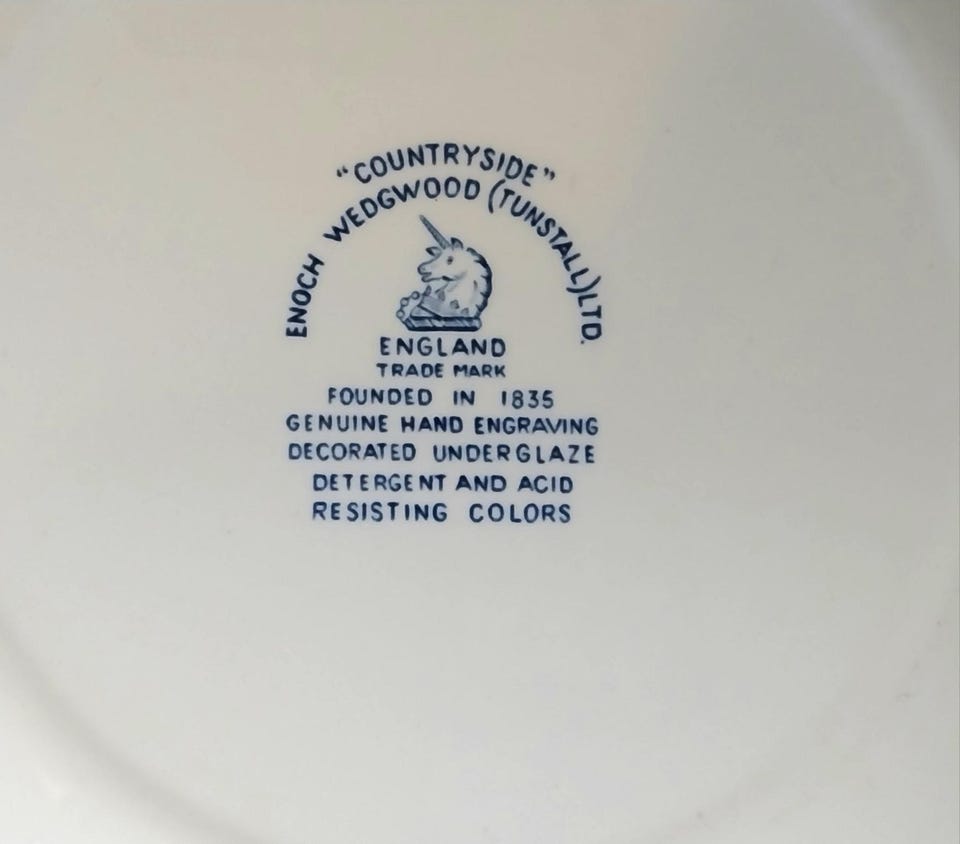 "COUNTRYSIDE"
ENOCH WEDGWOOD (TUNSTALL) LTD.
ENGLAND
TRADE MARK
FOUNDED IN 1835
GENUINE HAND ENGRAVING
DECORATED UNDERGLAZE
DETERGENT AND ACID
RESISTING COLORS